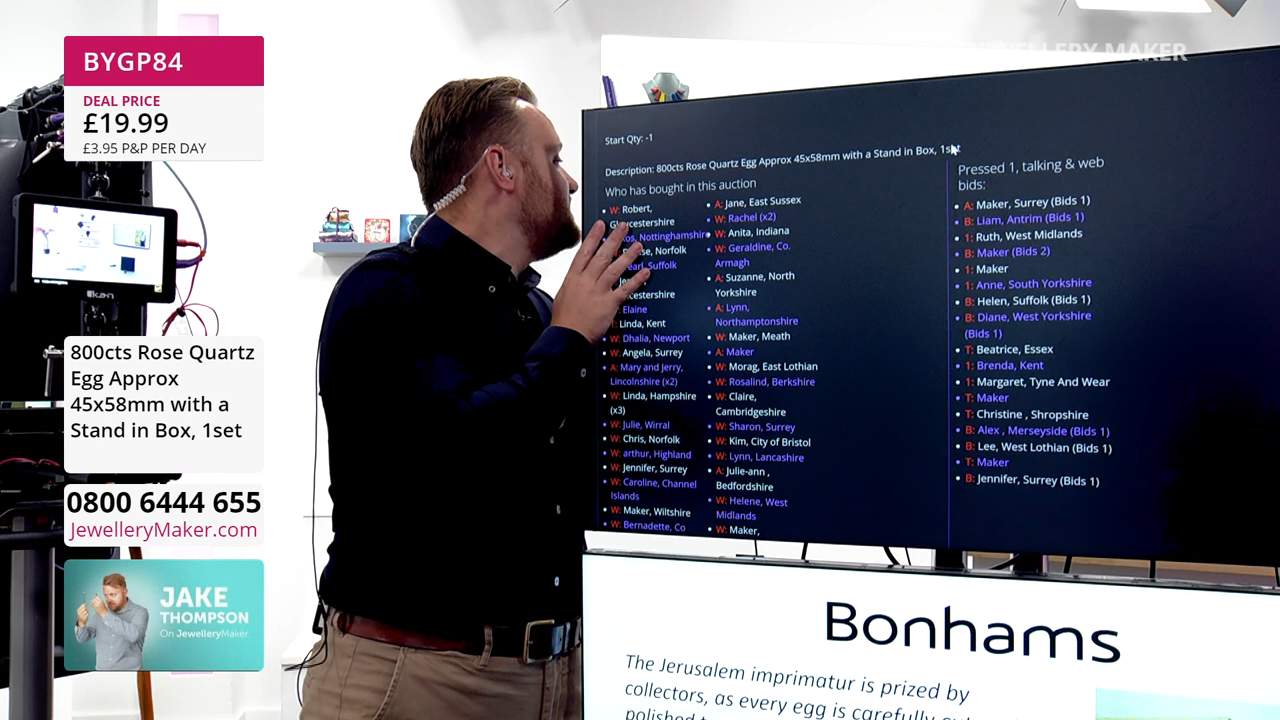 BYGP84
DEAL PRICE
£19.99
£3.95 P&P PER DAY
800cts Rose Quartz
Egg Approx
45x58mm with a
Stand in Box, 1set
0800 6444 655
JewelleryMaker.com
JAKE
THOMPSON
On JewelleryMaker
JEWELLERY MAKER
ikan
Start Qty: -1
Description: 800cts Rose Quartz Egg Approx 45x58mm with a Stand in Box, 1set
Who has bought in this auction
W: Robert,
Gloucestershire
Nottinghamshire
Norfolk
Pearl, Suffolk
Elaine
Linda, Kent
W: Dhalia, Newport
W: Angela, Surrey
A: Mary and Jerry,
Lincolnshire (x2)
W: Linda, Hampshire
(x3)
W: Julie, Wirral
W: Chris, Norfolk
W: arthur, Highland
W: Jennifer, Surrey
W: Caroline, Channel
Islands
W: Maker, Wiltshire
W: Bernadette, Co
A: Jane, East Sussex
W: Rachel (x2)
W: Anita, Indiana
W: Geraldine, Co.
Armagh
A: Suzanne, North
Yorkshire
A: Lynn,
Northamptonshire
W: Maker, Meath
A: Maker
W: Morag, East Lothian
W: Rosalind, Berkshire
W: Claire,
Cambridgeshire
W: Sharon, Surrey
W: Kim, City of Bristol
W: Lynn, Lancashire
A: Julie-ann ,
Bedfordshire
W: Helene, West
Midlands
W: Maker,
Pressed 1, talking & web
bids:
A: Maker, Surrey (Bids 1)
B: Liam, Antrim (Bids 1)
1: Ruth, West Midlands
B: Maker (Bids 2)
1: Maker
1: Anne, South Yorkshire
B: Helen, Suffolk (Bids 1)
B: Diane, West Yorkshire
(Bids 1)
T: Beatrice, Essex
1: Brenda, Kent
1: Margaret, Tyne And Wear
T: Maker
T: Christine , Shropshire
B: Alex , Merseyside (Bids 1)
B: Lee, West Lothian (Bids 1)
T: Maker
B: Jennifer, Surrey (Bids 1)
Bonhams
The Jerusalem imprimatur is prized by
collectors, as every egg is carefully
polished